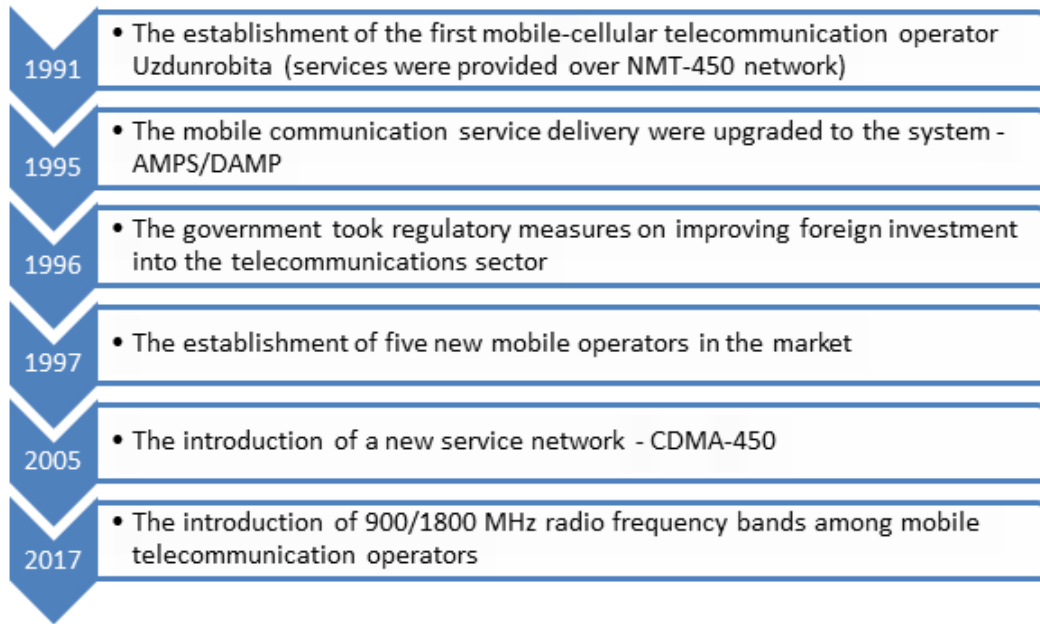 1991
• The establishment of the first mobile-cellular telecommunication operator
Uzdunrobita (services were provided over NMT-450 network)
1995
• The mobile communication service delivery were upgraded to the system -
AMPS/DAMP
1996
• The government took regulatory measures on improving foreign investment
into the telecommunications sector
1997
• The establishment of five new mobile operators in the market
2005
• The introduction of a new service network - CDMA-450
2017
• The introduction of 900/1800 MHz radio frequency bands among mobile
telecommunication operators